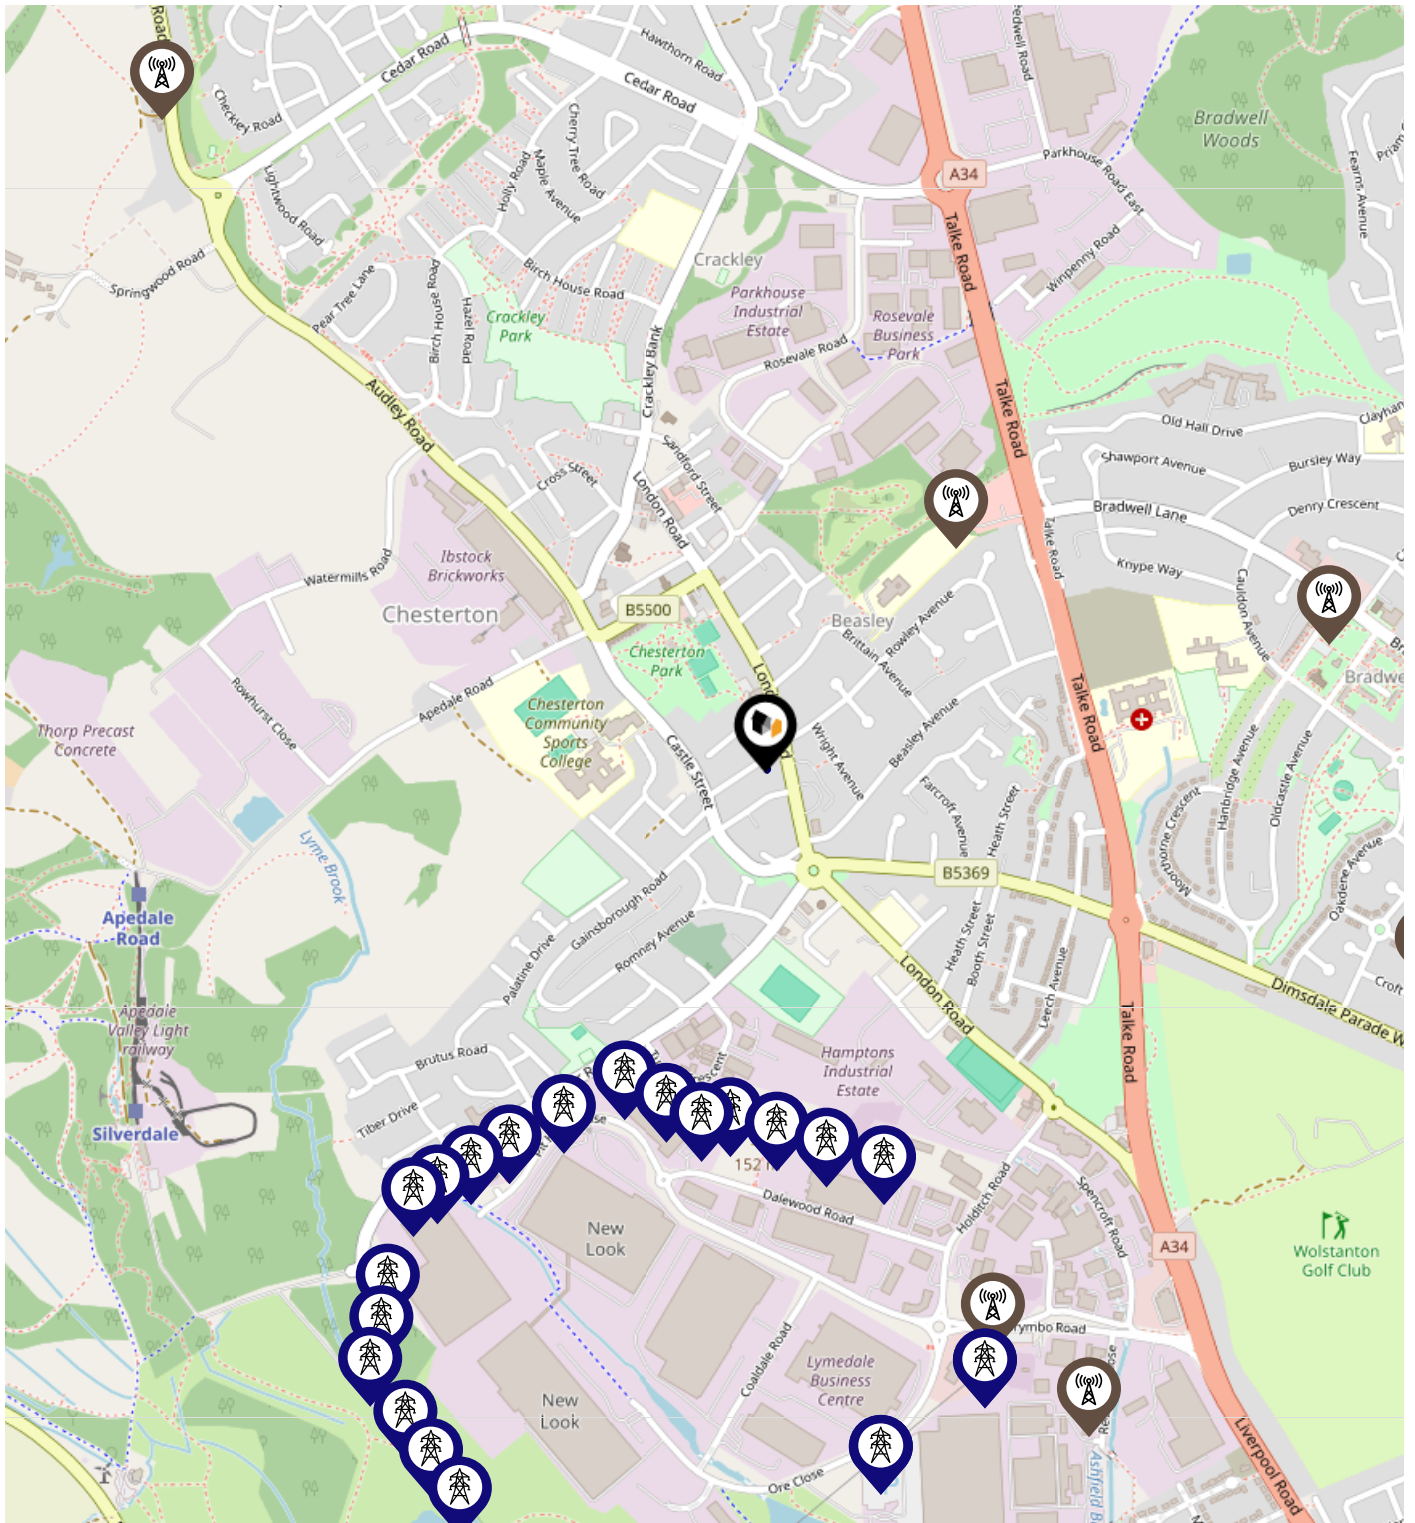 Road
Cedar Road
Hawthorn Road
Cedar Road
Checkley Road
Cherry Tree Road
Maple Avenue
Holly Road
Lightwood Road
Bradwell
Woods
Parkhouse Road East
Fearns Avenue
A34
Talke Road
Winpenny Road
Springwood Road
Crackley
Birch House Road
Pear Tree Lane
Birch House Road
Hazel Road
Crackley
Park
Parkhouse
Industrial
Estate
Rosevale
Business
Park
Rosevale Road
Crackley Bank
Audley Road
Talke Road
Old Hall Drive
Shawport Avenue
Bursley Way
Cross Street
Sandford Street
London Road
Bradwell Lane
Denry Crescent
Talke Road
Knype Way
Cauldon Avenue
Ibstock
Brickworks
Watermills Road
Chesterton
B5500
Beasley
Rowley Avenue
Brittain Avenue
Chesterton
Park
Apedale Road
Rowhurst Close
Thorp Precast
Concrete
Chesterton
Community
Sports
College
Castle Street
Wright Avenue
Beasley Avenue
Talke Road
Hanbridge Avenue
Oldcastle Avenue
Moorthorne Crescent
Farcroft Avenue
Heath Street
Lyme Brook
B5369
Oakdene Avenue
Apedale
Road
Gainsborough Road
Romney Avenue
Palatine Drive
Heath Street
Booth Street
London Road
Leech Avenue
Dimsdale Parade W
Croft
Talke Road
Apedale
Valley Light
railway
Brutus Road
Hamptons
Industrial
Estate
Tiber Drive
Silverdale
Dalewood Road
Holditch Road
Spencroft Road
New
Look
A34
Wolstanton
Golf Club
Coaldale Road
Lymedale
Business
Centre
New
Look
Ore Close
Liverpool Road